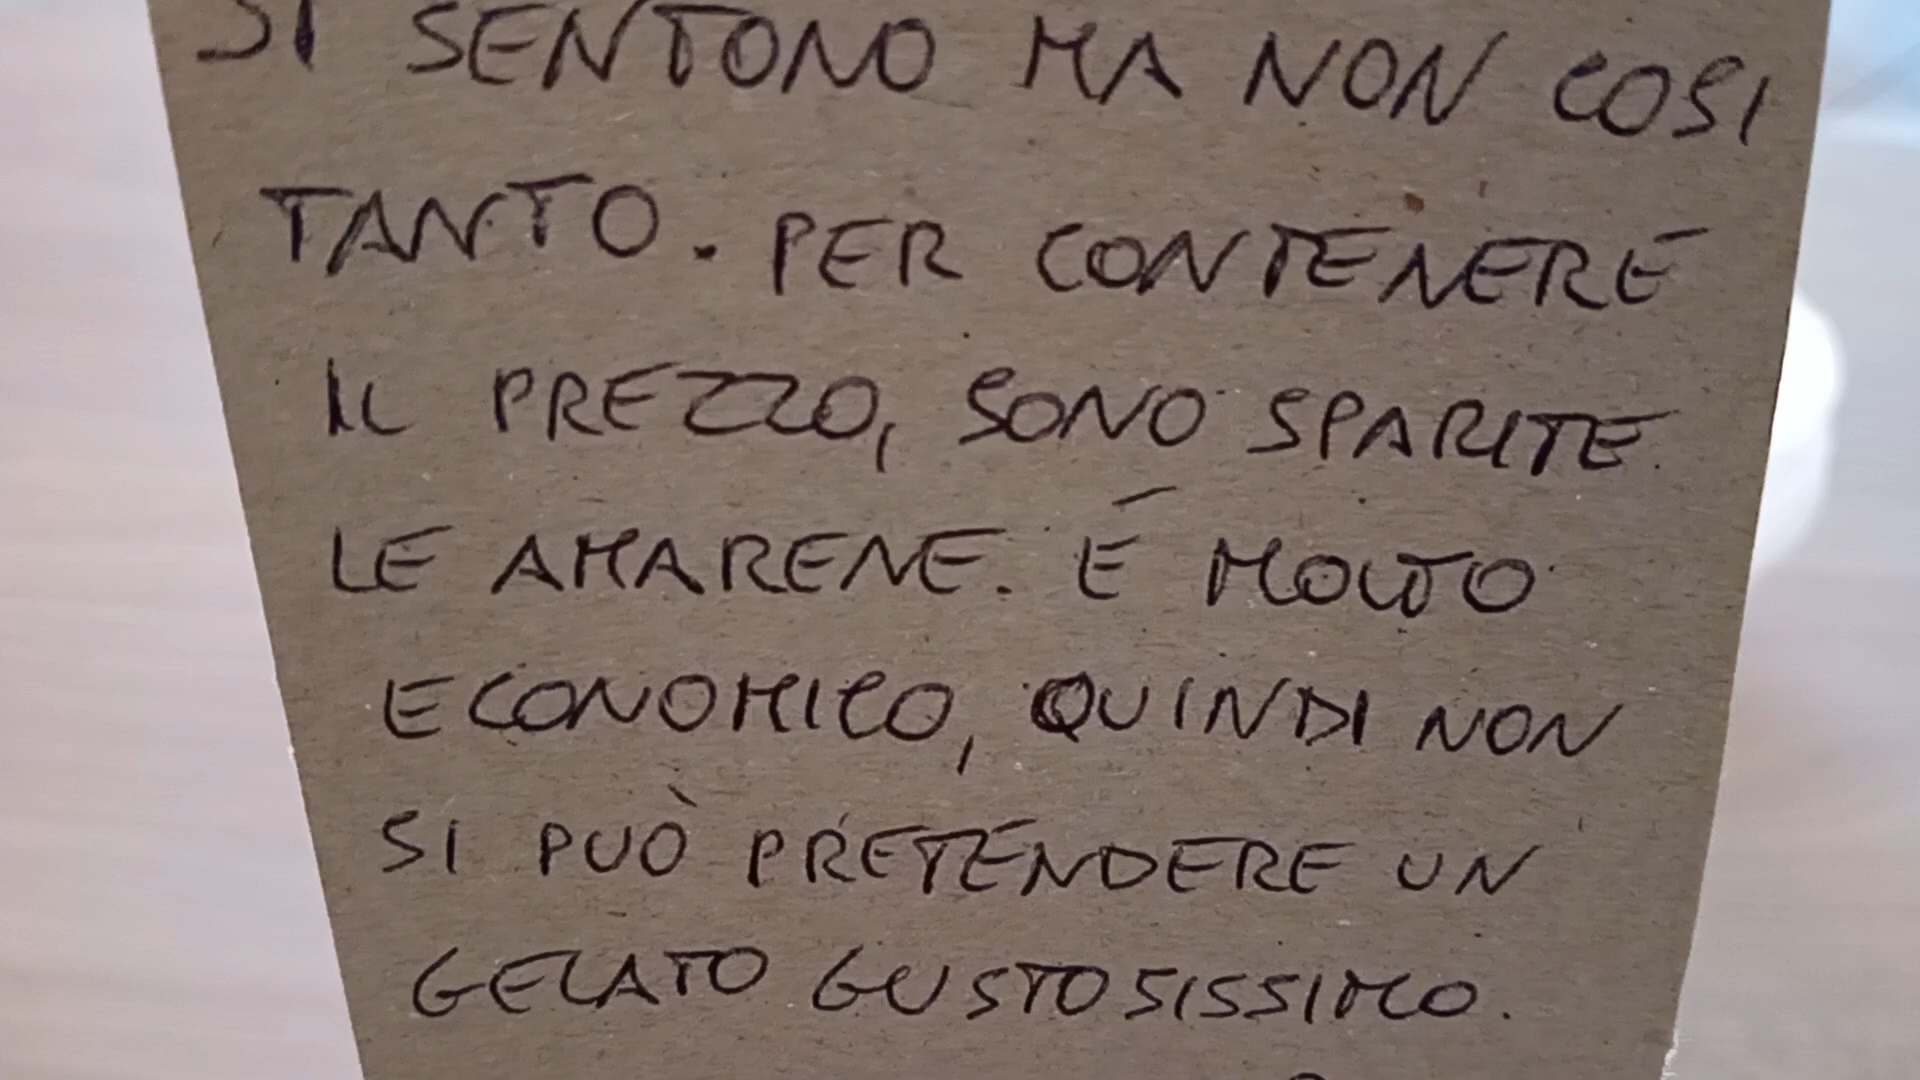 SI SENTONO MA NON COSI
TANTO. PER CONTENERE
IL PREZZO, SONO SPARITE
LE AMARENE. É MOLTO
ECONOMICO, QUINDI NON
SI PUÒ PRETENDERE UN
GELATO GUSTOSISSIMO.